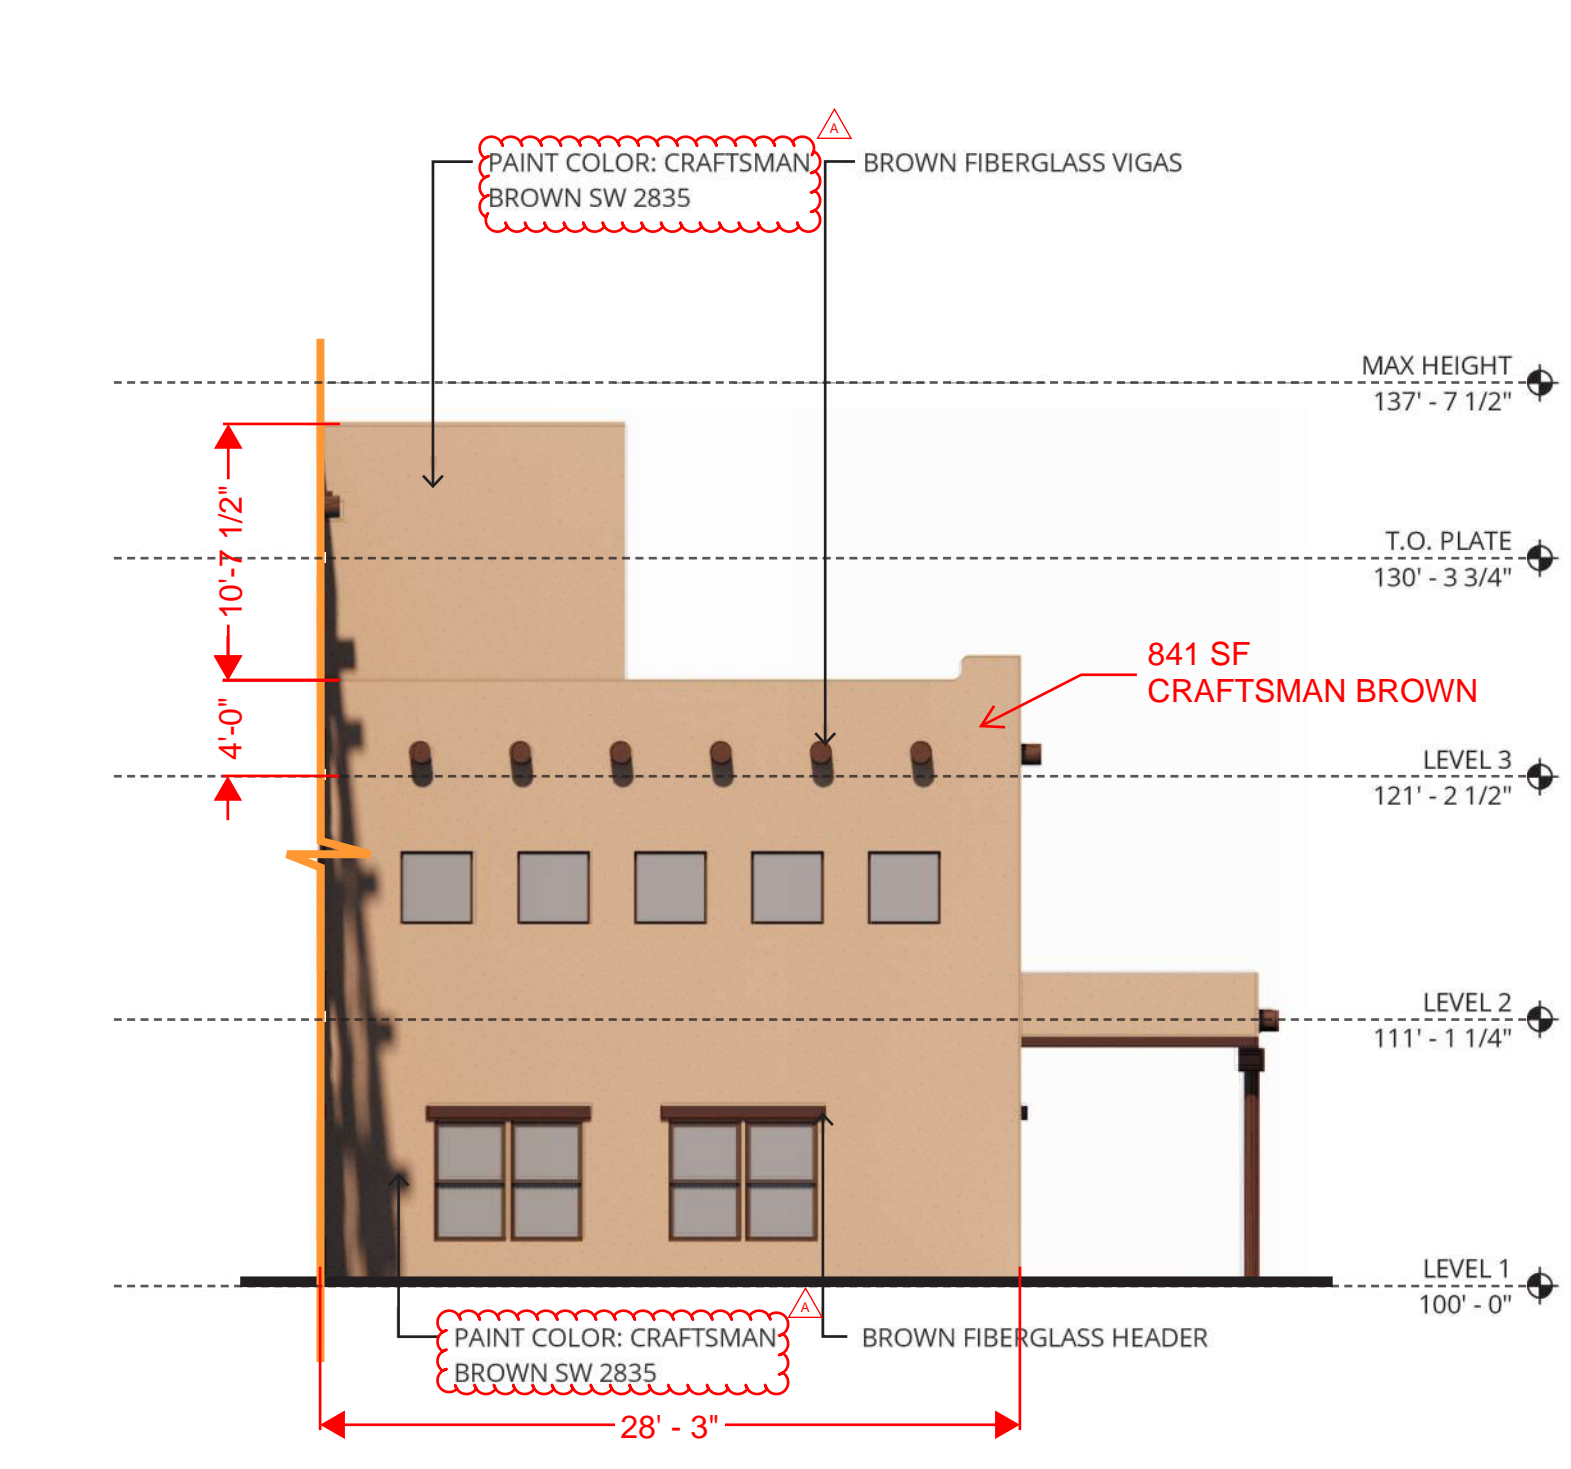 A
PAINT COLOR: CRAFTSMAN
BROWN SW 2835
BROWN FIBERGLASS VIGAS
MAX HEIGHT
137' - 7 1/2"
10'-7 1/2"
T.O. PLATE
130' - 3 3/4"
841 SF
CRAFTSMAN BROWN
4'-0"
LEVEL 3
121' - 2 1/2"
LEVEL 2
111' - 1 1/4"
LEVEL 1
100' - 0"
A
PAINT COLOR: CRAFTSMAN
BROWN SW 2835
BROWN FIBERGLASS HEADER
28' - 3"